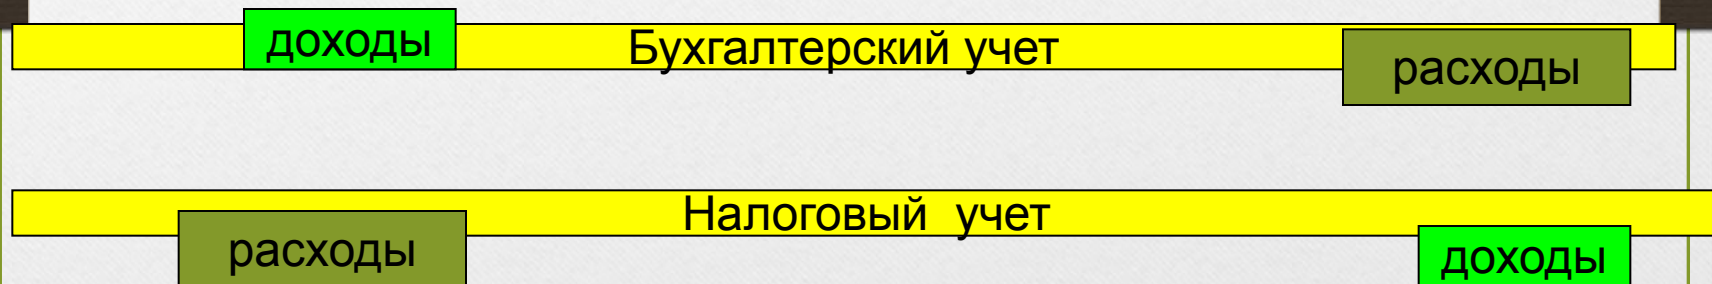 доходы
Бухгалтерский учет
расходы
Налоговый учет
расходы
доходы